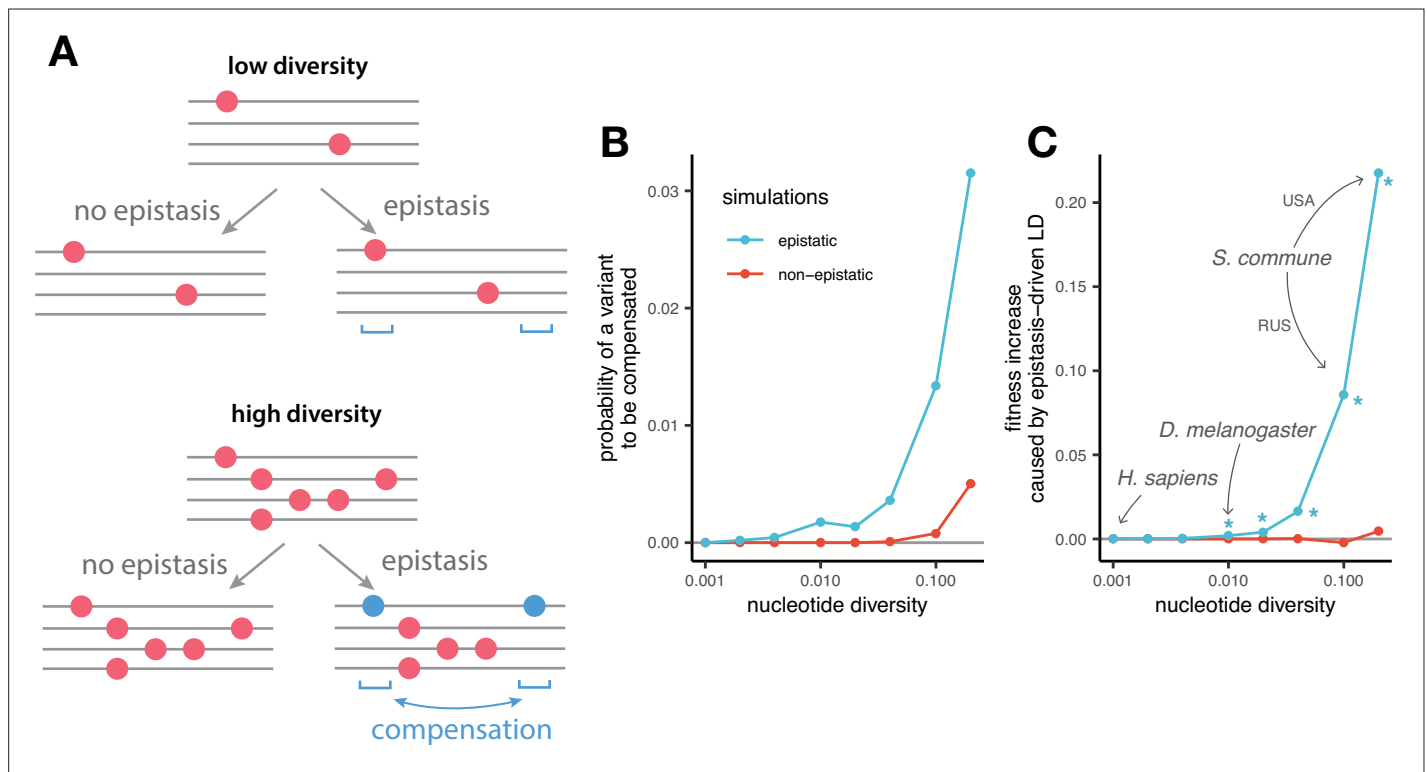 A
low diversity
no epistasis
epistasis
high diversity
no epistasis
epistasis
compensation
B
probability of a variant
to be compensated
0.03
0.02
0.01
0.00
simulations
epistatic
non−epistatic
0.001
0.010
0.100
nucleotide diversity
C
fitness increase
caused by epistasis−driven LD
0.20
0.15
0.10
0.05
0.00
USA
*
S. commune
RUS
*
D. melanogaster
H. sapiens
* * *
0.001
0.010
0.100
nucleotide diversity